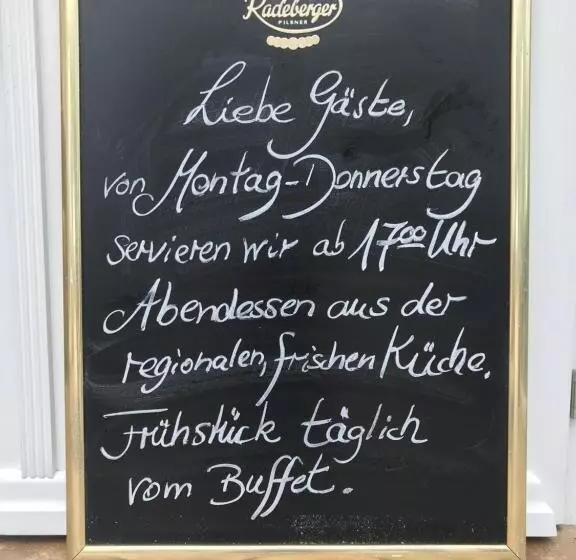 Radeberger
PILSNER
Liebe Gäste,
von Montag-Donnerstag
servieren wir ab 17⁰⁰ Uhr
Abendessen aus der
regionalen, frischen Küche.
Frühstück täglich
vom Buffet.